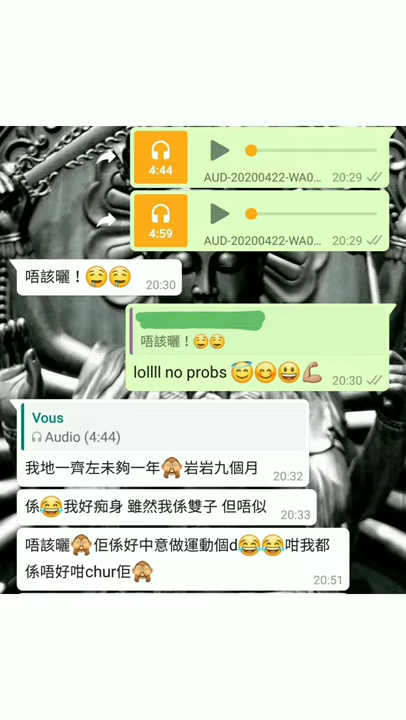 4:44
AUD-20200422-WA0...
20:29
4:59
AUD-20200422-WA0...
20:29
唔該曬！🤤🤤
20:30
唔該曬！🤤🤤
lollll no probs 😇😊😃💪🏽
20:30
Vous
Audio (4:44)
我地一齊左未夠一年🙈岩岩九個月
20:32
係😂我好痴身 雖然我係雙子 但唔似
20:33
唔該曬🙈佢係好中意做運動個d😂😂咁我都
係唔好咁chur佢🙈
20:51